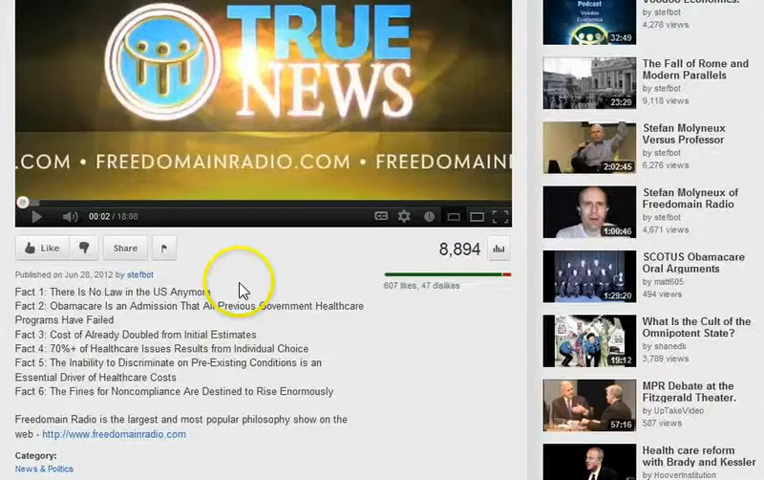 TRUE
NEWS
.COM • FREEDOMAINRADIO.COM • FREEDOMAIN
00:02 / 18:08
CC
Like
Share
8,894
Published on Jun 28, 2012 by stefbot
607 likes, 47 dislikes
Fact 1: There Is No Law in the US Anymore
Fact 2: Obamacare Is an Admission That All Previous Government Healthcare
Programs Have Failed
Fact 3: Cost of Already Doubled from Initial Estimates
Fact 4: 70%+ of Healthcare Issues Results from Individual Choice
Fact 5: The Inability to Discriminate on Pre-Existing Conditions is an
Essential Driver of Healthcare Costs
Fact 6: The Fines for Noncompliance Are Destined to Rise Enormously
Freedomain Radio is the largest and most popular philosophy show on the
web - http://www.freedomainradio.com
Category:
News & Politics
Podcast
Voodoo
Economics
32:49
Voodoo Economics.
by stefbot
4,276 views
23:29
The Fall of Rome and
Modern Parallels
by stefbot
9,118 views
2:02:45
Stefan Molyneux
Versus Professor
by stefbot
6,276 views
1:00:46
Stefan Molyneux of
Freedomain Radio
by stefbot
4,671 views
1:29:20
SCOTUS Obamacare
Oral Arguments
by matt605
494 views
19:12
What Is the Cult of the
Omnipotent State?
by shanedk
3,789 views
57:16
MPR Debate at the
Fitzgerald Theater.
by UpTakeVideo
587 views
Health care reform
with Brady and Kessler
by HooverInstitution